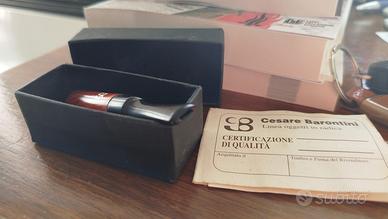 CB Cesare Barontini
Linea oggetti in radica
CERTIFICAZIONE
DI QUALITÀ
Acquistato il
Timbro e Firma del Rivenditore
subito